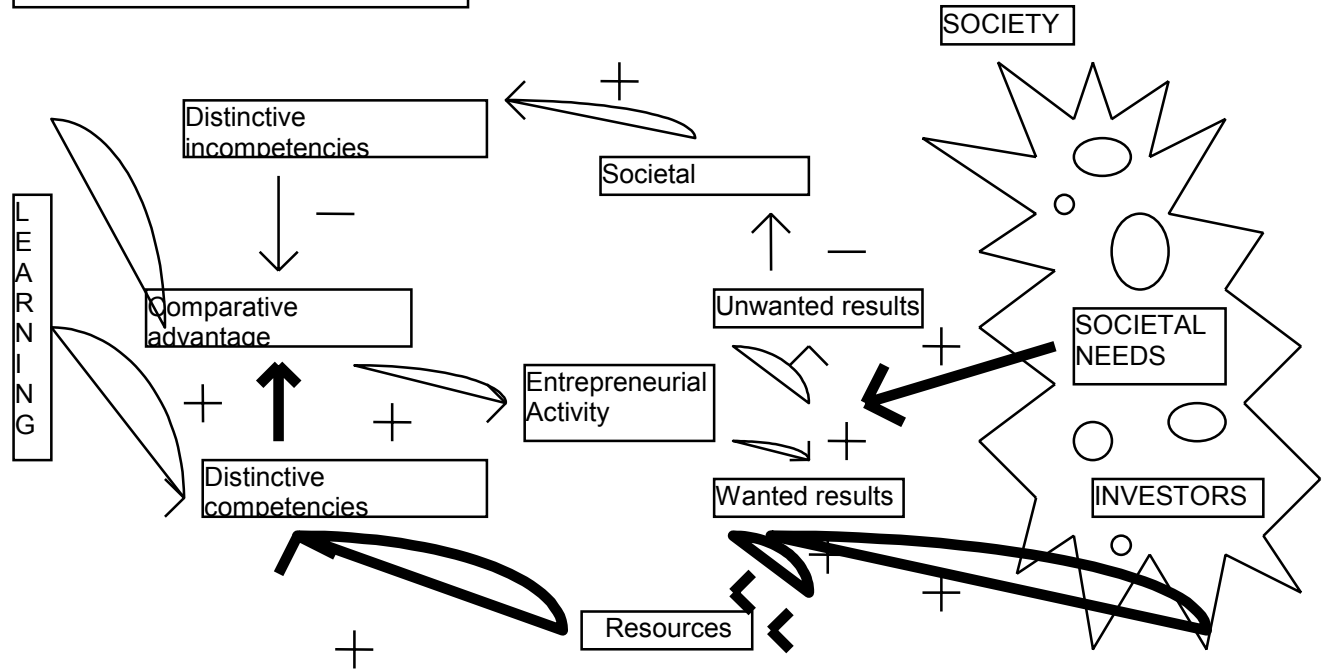 SOCIETY
Distinctive
incompetencies
Societal
L
E
A
R
N
I
N
G
Comparative
advantage
Unwanted results
SOCIETAL
NEEDS
Entrepreneurial
Activity
Distinctive
competencies
Wanted results
INVESTORS
Resources